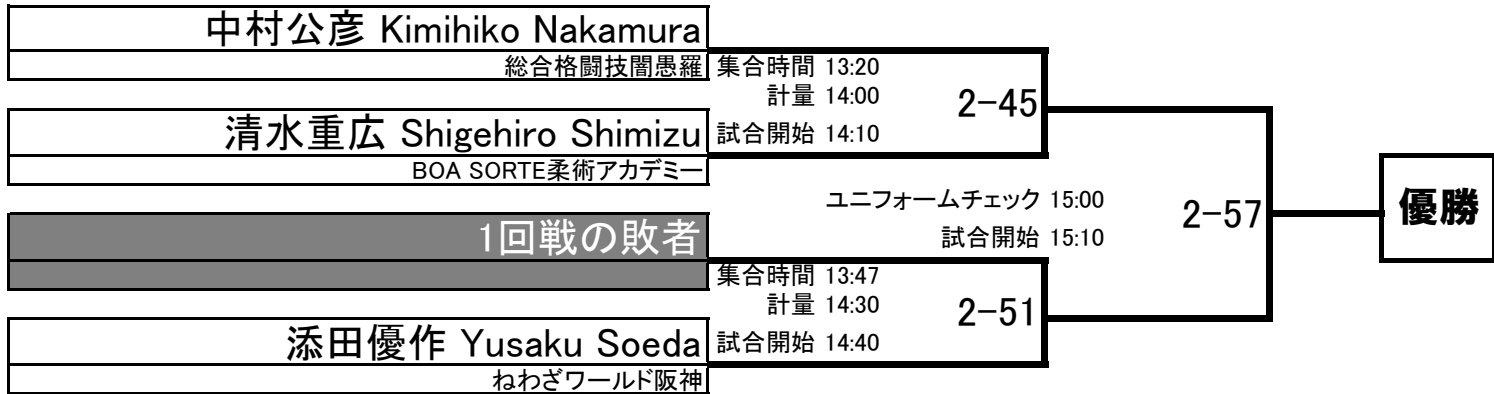 中村公彦 Kimihiko Nakamura
総合格闘技闇愚羅
集合時間 13:20
計量 14:00
2-45
清水重広 Shigehiro Shimizu
試合開始 14:10
BOA SORTE柔術アカデミー
ユニフォームチェック 15:00
2-57
優勝
1回戦の敗者
試合開始 15:10
集合時間 13:47
計量 14:30
2-51
添田優作 Yusaku Soeda
試合開始 14:40
ねわざワールド阪神